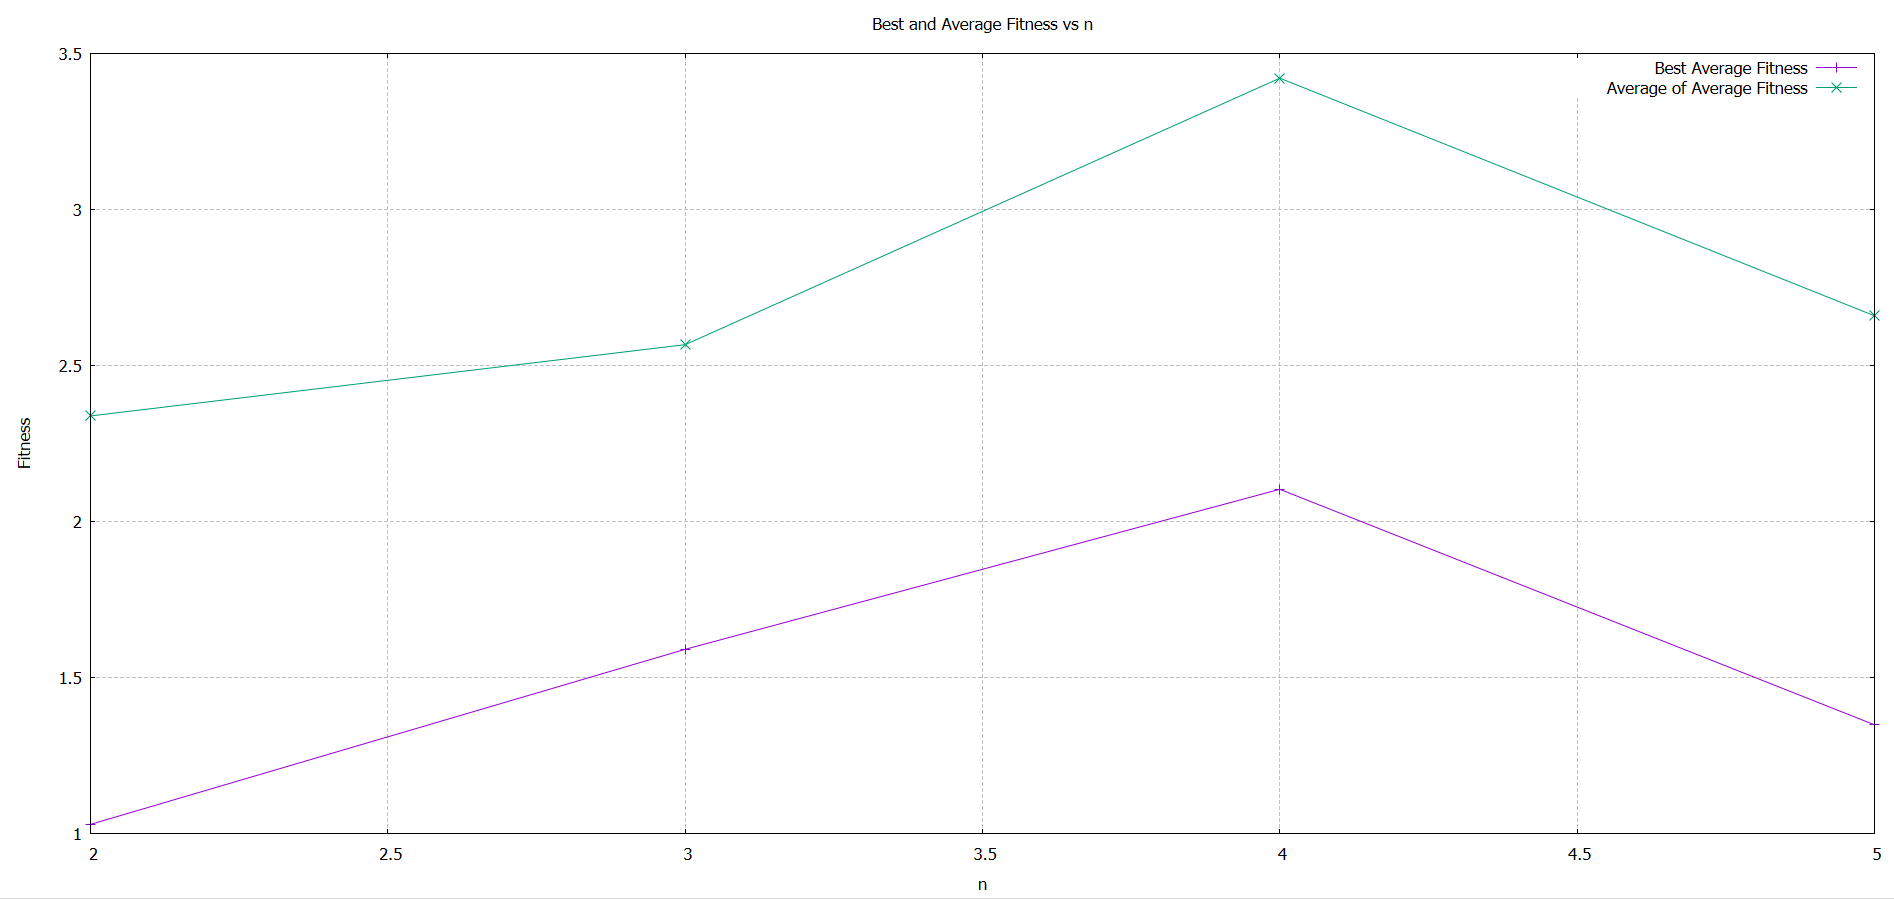 Best and Average Fitness vs n
3.5
3
2.5
2
1.5
1
Fitness
Best Average Fitness
Average of Average Fitness
2 2.5 3 3.5 4 4.5 5
n